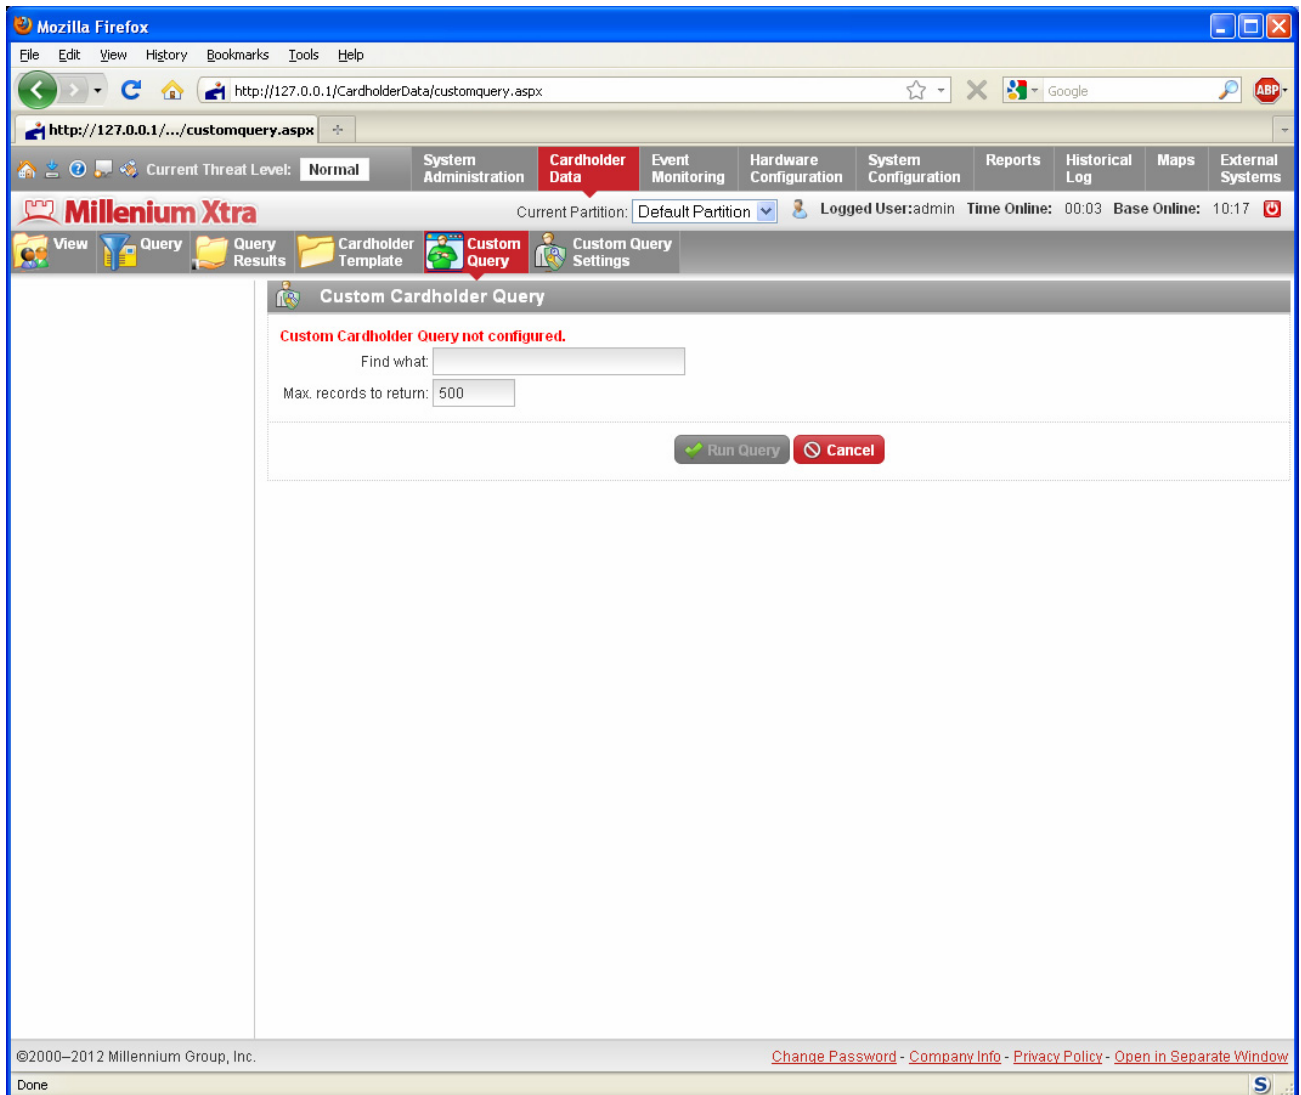 Mozilla Firefox
File Edit View History Bookmarks Tools Help
http://127.0.0.1/CardholderData/customquery.aspx
Google
ABP
http://127.0.0.1/.../customquery.aspx
Current Threat Level: Normal
System Administration
Cardholder Data
Event Monitoring
Hardware Configuration
System Configuration
Reports
Historical Log
Maps
External Systems
Millenium Xtra
Current Partition: Default Partition
Logged User:admin Time Online: 00:03 Base Online: 10:17
View
Query
Query Results
Cardholder Template
Custom Query
Custom Query Settings
Custom Cardholder Query
Custom Cardholder Query not configured.
Find what:
Max. records to return: 500
Run Query
Cancel
©2000–2012 Millennium Group, Inc.
Change Password - Company Info - Privacy Policy - Open in Separate Window
Done
S